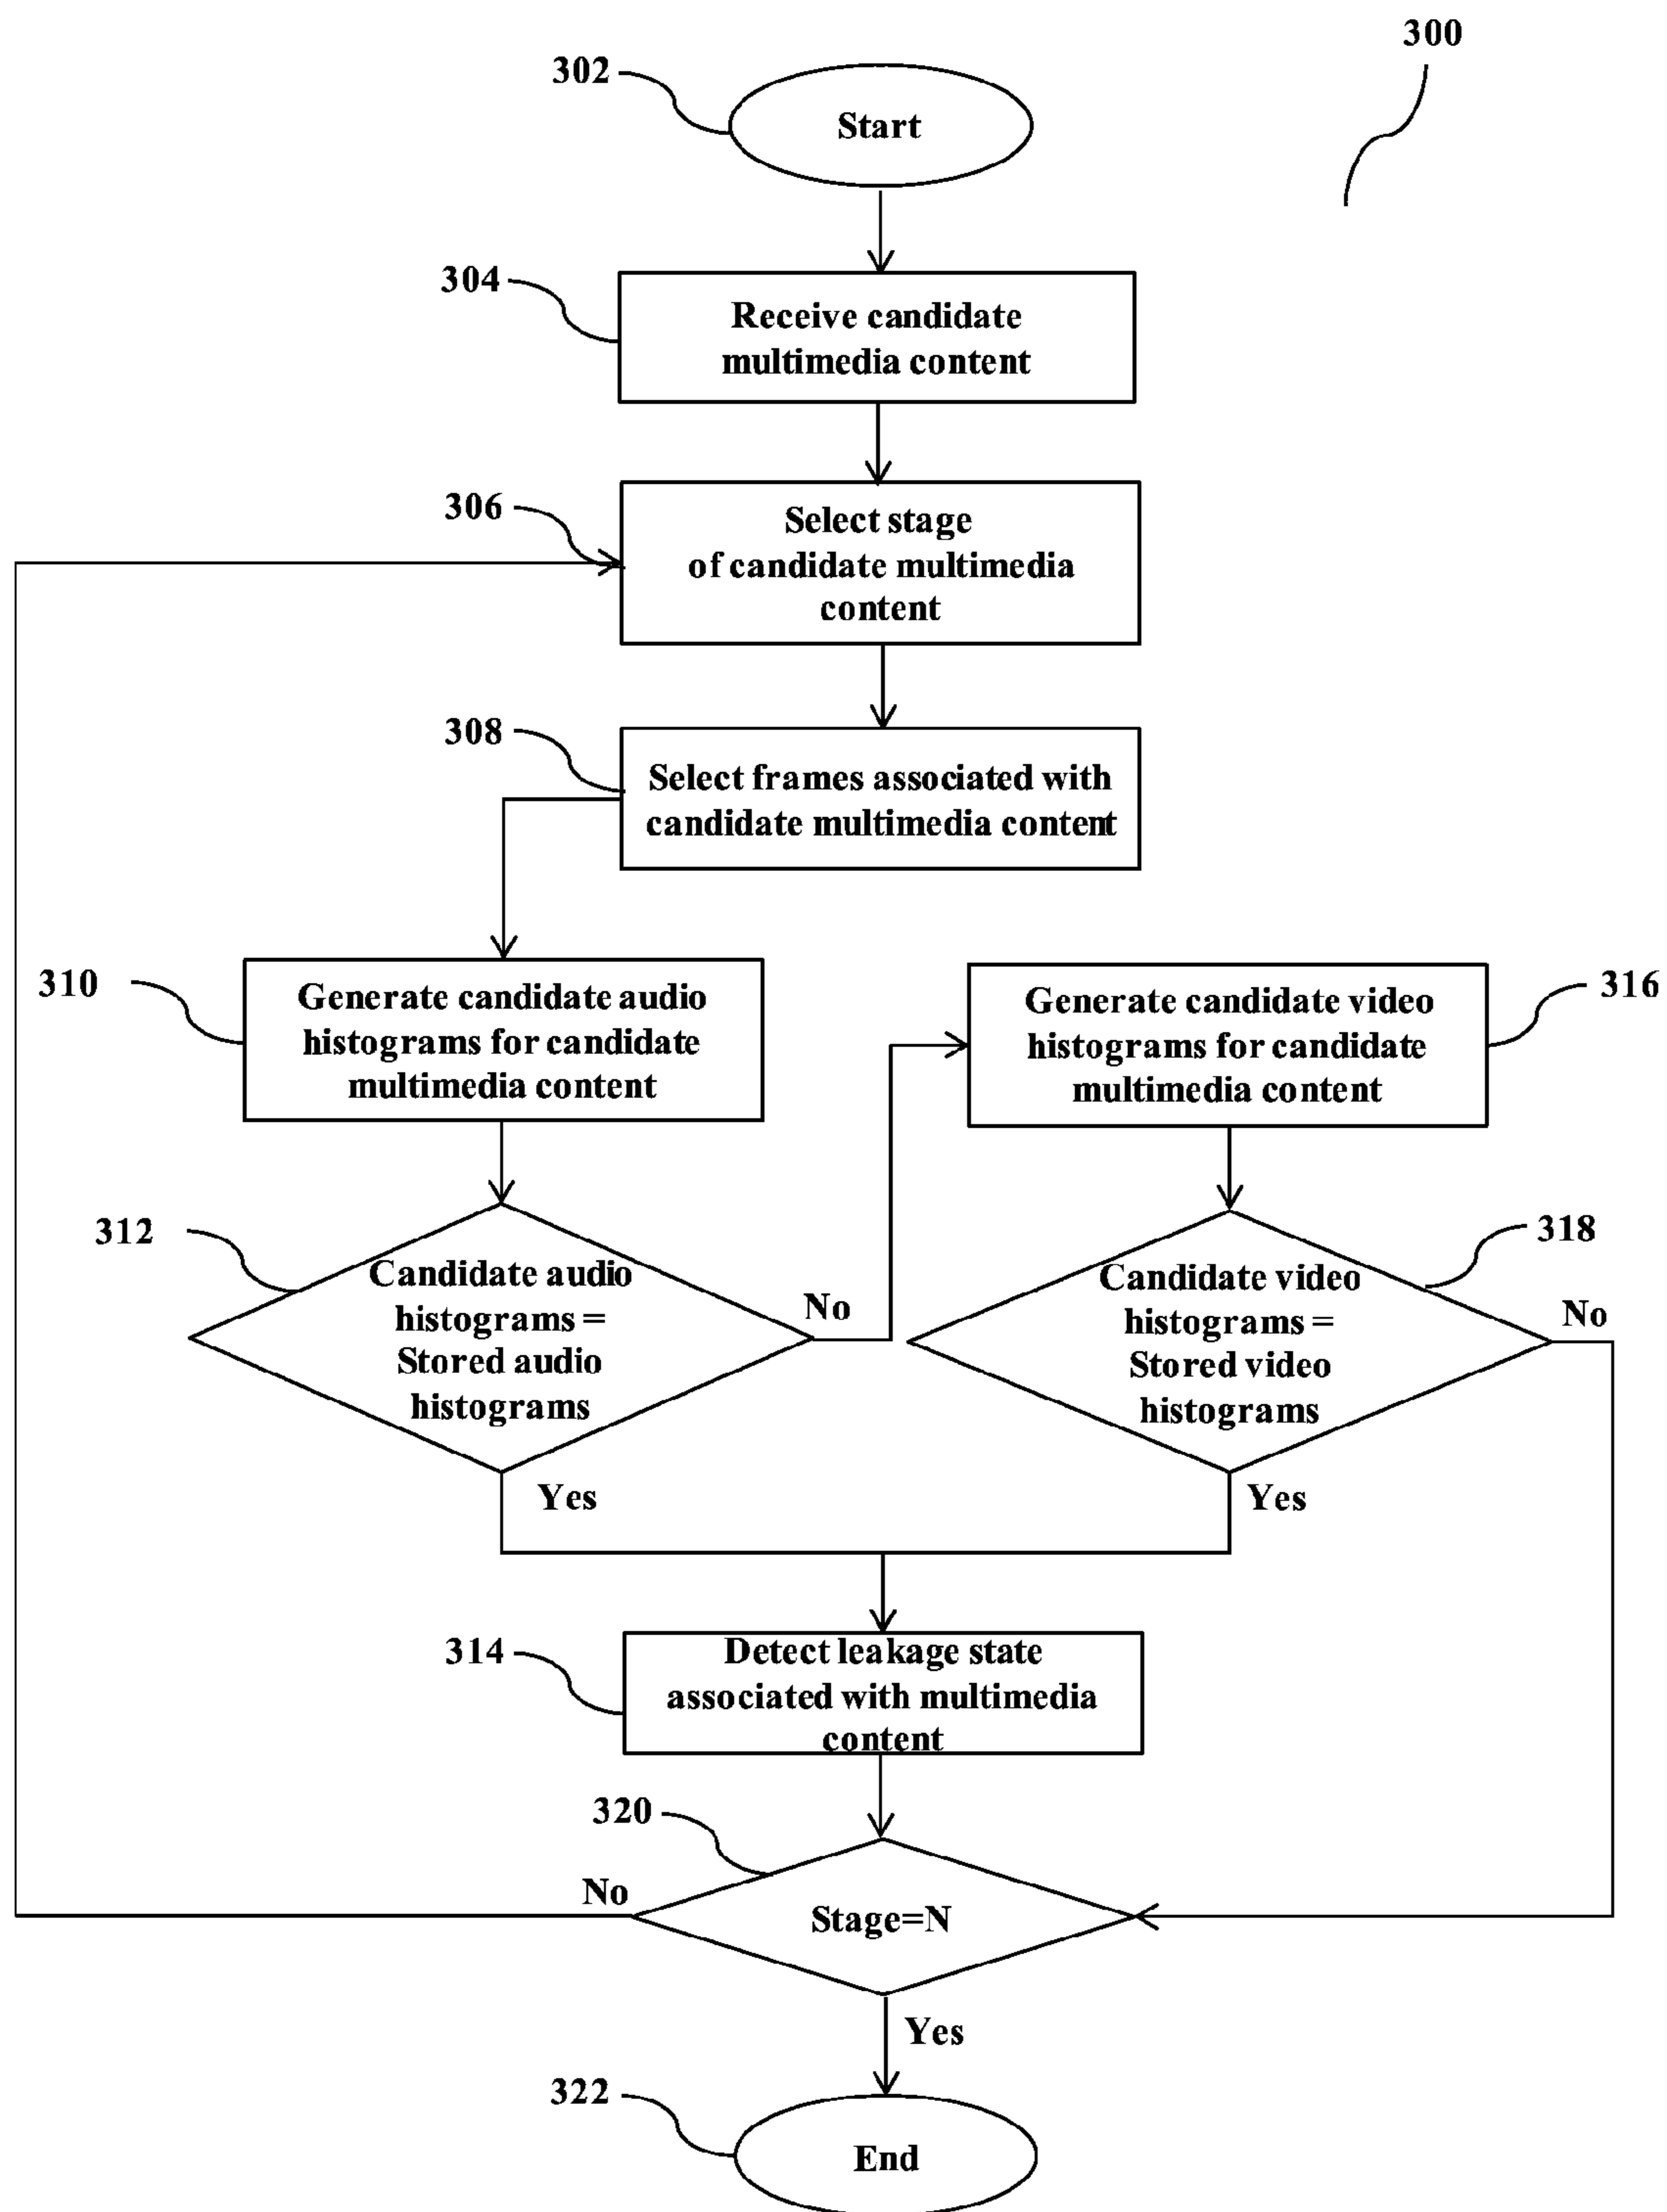 300
302
Start
304
Receive candidate
multimedia content
306
Select stage
of candidate multimedia
content
308
Select frames associated with
candidate multimedia content
310
Generate candidate audio
histograms for candidate
multimedia content
316
Generate candidate video
histograms for candidate
multimedia content
312
Candidate audio
histograms =
Stored audio
histograms
No
Yes
318
Candidate video
histograms =
Stored video
histograms
No
Yes
314
Detect leakage state
associated with multimedia
content
320
Stage=N
No
Yes
322
End